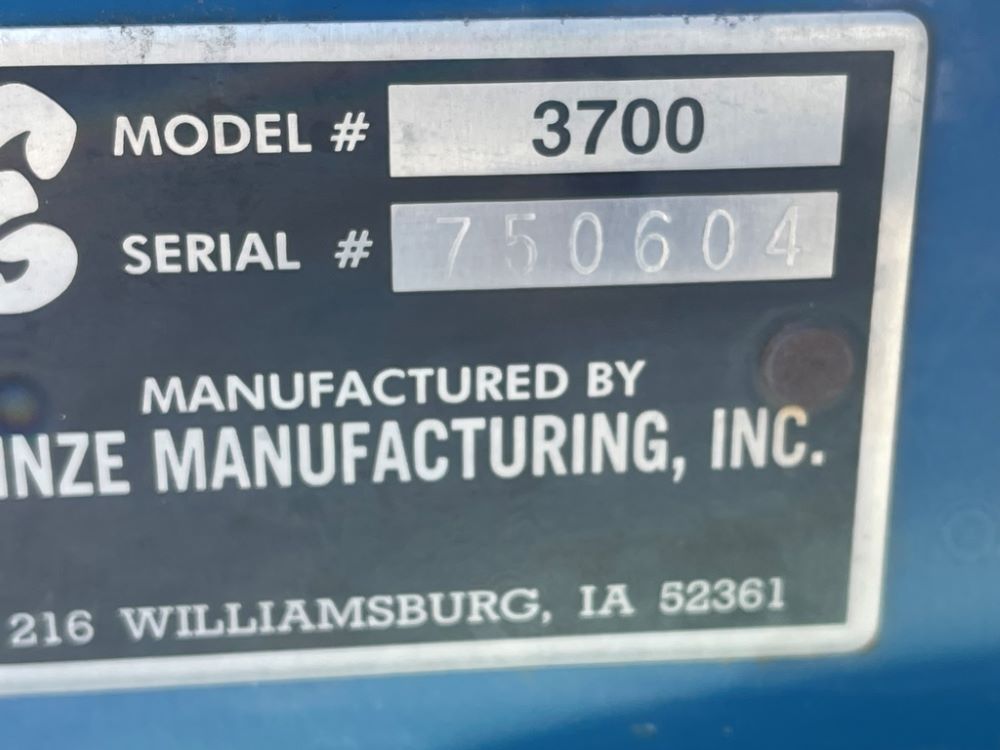 MODEL # 3700
SERIAL # 750604
MANUFACTURED BY
INZE MANUFACTURING, INC.
216 WILLIAMSBURG, IA 52361